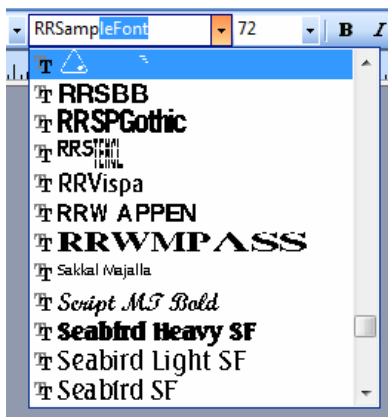 RRSampleFont 72 B I
RRSBB
RRSPGothic
RRS
RRVispa
RRW APPEN
RRWMPASS
Sakkal Majalla
Script MT Bold
Seabird Heavy SF
Seabird Light SF
Seabird SF